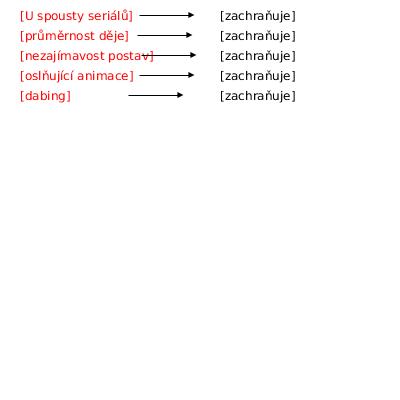 [U spousty seriálů] [zachraňuje]
[průměrnost děje] [zachraňuje]
[nezajímavost postav] [zachraňuje]
[oslňující animace] [zachraňuje]
[dabing] [zachraňuje]